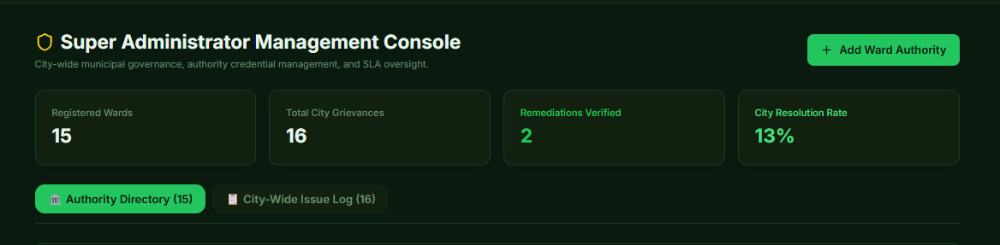 Super Administrator Management Console
City-wide municipal governance, authority credential management, and SLA oversight.
+ Add Ward Authority
Registered Wards
15
Total City Grievances
16
Remediations Verified
2
City Resolution Rate
13%
Authority Directory (15)
City-Wide Issue Log (16)